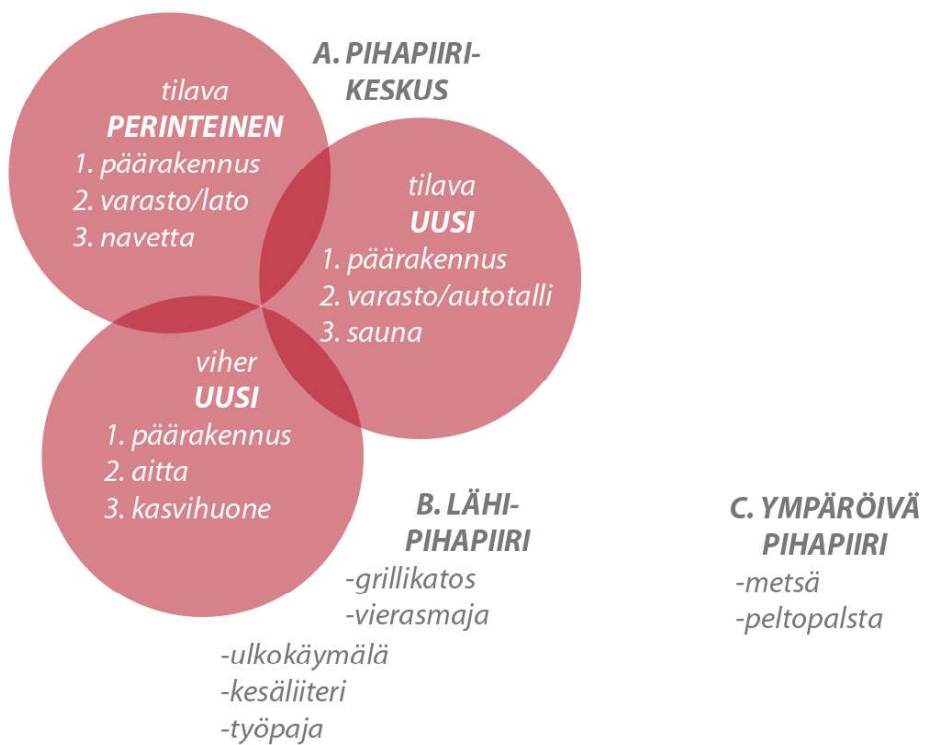 A. PIHAPIIRI-
KESKUS
tilava
PERINTEINEN
1. päärakennus
2. varasto/lato
3. navetta
tilava
UUSI
1. päärakennus
2. varasto/autotalli
3. sauna
viher
UUSI
1. päärakennus
2. aitta
3. kasvihuone
B. LÄHI-
PIHAPIIRI
-grillikatos
-vierasmaja
-ulkokäymälä
-kesäliiteri
-työpaja
C. YMPÄRÖIVÄ
PIHAPIIRI
-metsä
-peltopalsta